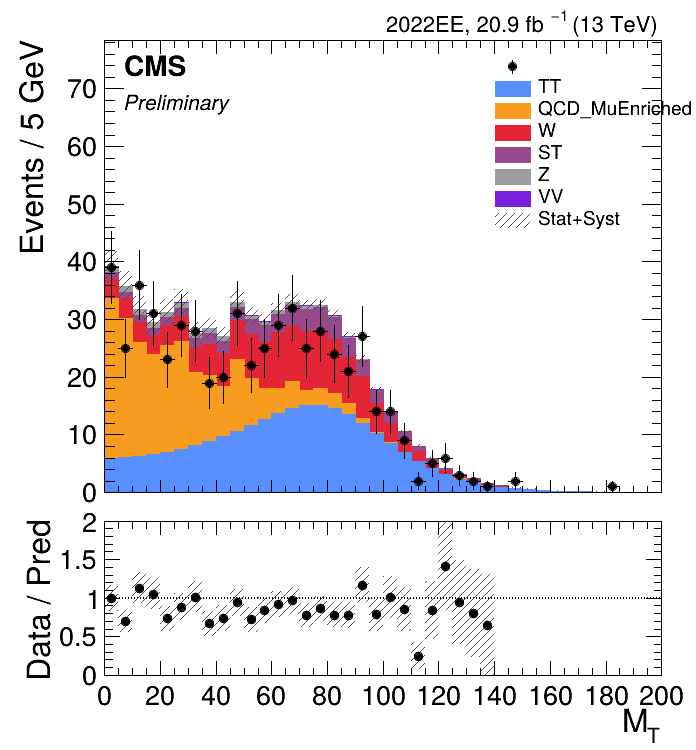 2022EE, 20.9 fb⁻¹ (13 TeV)
Events / 5 GeV
CMS
Preliminary
TT
QCD_MuEnriched
W
ST
Z
VV
Stat+Syst
70
60
50
40
30
20
10
0
Data / Pred
2
1.5
1
0.5
0
0 20 40 60 80 100 120 140 160 180 200
M_T